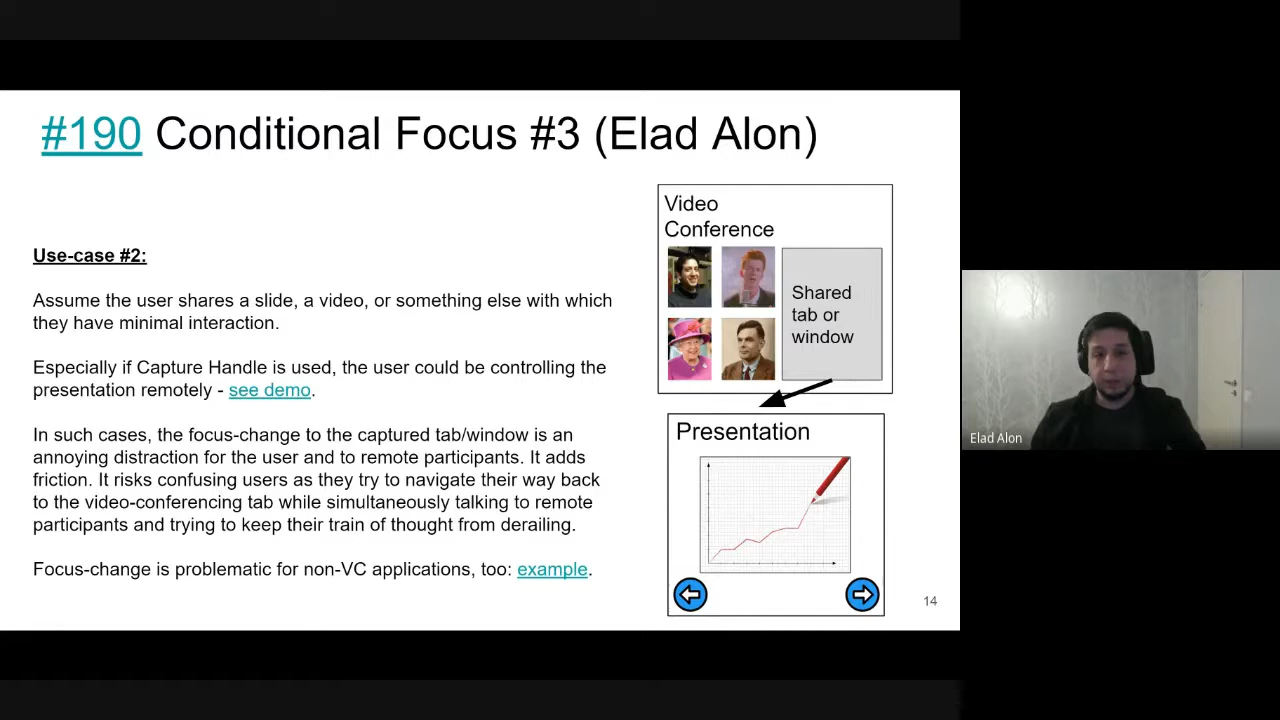 #190 Conditional Focus #3 (Elad Alon)
Use-case #2:
Assume the user shares a slide, a video, or something else with which
they have minimal interaction.
Especially if Capture Handle is used, the user could be controlling the
presentation remotely - see demo.
In such cases, the focus-change to the captured tab/window is an
annoying distraction for the user and to remote participants. It adds
friction. It risks confusing users as they try to navigate their way back
to the video-conferencing tab while simultaneously talking to remote
participants and trying to keep their train of thought from derailing.
Focus-change is problematic for non-VC applications, too: example.
Video
Conference
Shared
tab or
window
Presentation
14
Elad Alon